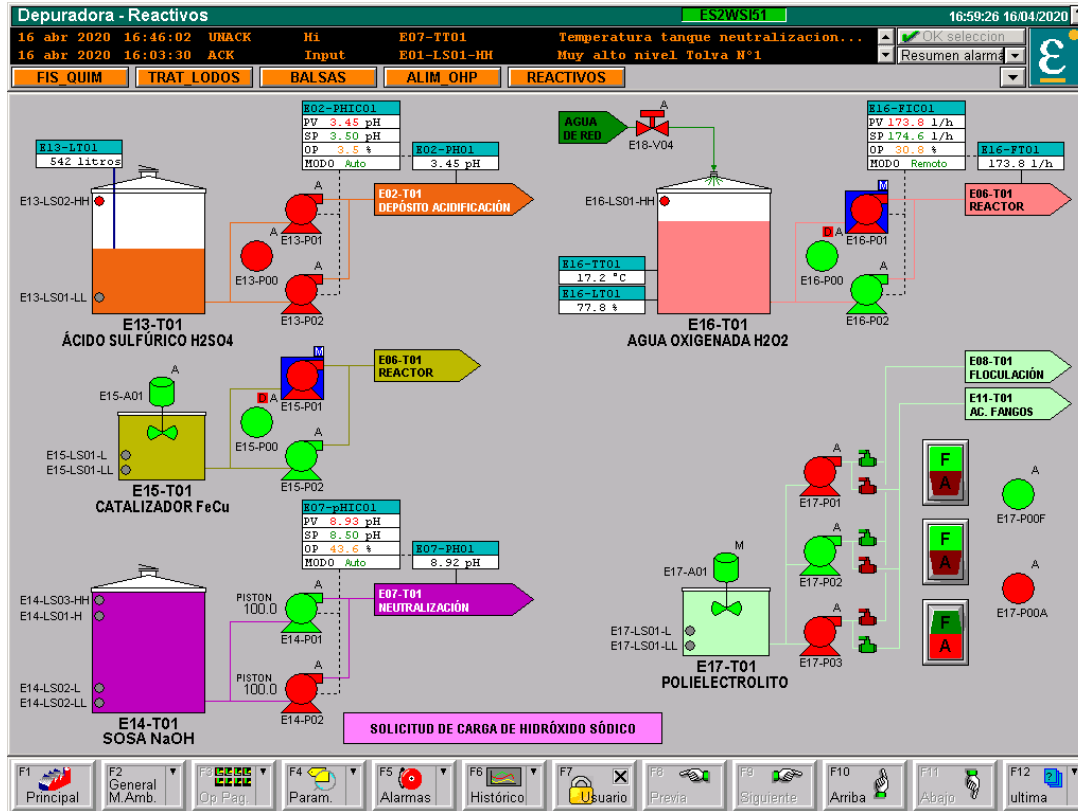 Depuradora - Reactivos
ES2WSI51
16:59:26 16/04/2020
16 abr 2020 16:46:02 UNACK Hi E07-TT01 Temperatura tanque neutralizacion...
OK seleccion
16 abr 2020 16:03:30 ACK Input E01-LS01-HH Muy alto nivel Tolva Nº1
Resumen alarma
FIS_QUIM
TRAT_LODOS
BALSAS
ALIM_OHP
REACTIVOS
E13-LT01
542 litros
E02-PHIC01
PV 3.45 pH
SP 3.50 pH
OP 3.5 %
MODO Auto
E02-PH01
3.45 pH
E02-T01
DEPÓSITO ACIDIFICACIÓN
E13-LS02-HH
E13-LS01-LL
A
E13-P01
A
E13-P00
A
E13-P02
E13-T01
ÁCIDO SULFÚRICO H2SO4
AGUA
DE RED
A
E18-V04
E16-FIC01
PV 173.8 l/h
SP 174.6 l/h
OP 30.8 %
MODO Remoto
E16-FT01
173.8 l/h
E06-T01
REACTOR
E16-LS01-HH
E16-TT01
17.2 °C
E16-LT01
77.8 %
M
E16-P01
D A
E16-P00
A
E16-P02
E16-T01
AGUA OXIGENADA H2O2
E06-T01
REACTOR
A
E15-A01
M
E15-P01
D A
E15-P00
A
E15-P02
E15-LS01-L
E15-LS01-LL
E15-T01
CATALIZADOR FeCu
E08-T01
FLOCULACIÓN
E11-T01
AC. FANGOS
E07-pHIC01
PV 8.93 pH
SP 8.50 pH
OP 43.6 %
MODO Auto
E07-PH01
8.92 pH
E07-T01
NEUTRALIZACIÓN
E14-LS03-HH
E14-LS01-H
E14-LS02-L
E14-LS02-LL
PISTON
100.0
A
E14-P01
PISTON
100.0
A
E14-P02
E14-T01
SOSA NaOH
SOLICITUD DE CARGA DE HIDRÓXIDO SÓDICO
A
E17-P01
A
E17-P02
A
E17-P03
F
A
F
A
F
A
A
E17-P00F
A
E17-P00A
M
E17-A01
E17-LS01-L
E17-LS01-LL
E17-T01
POLIELECTROLITO
F1
Principal
F2
General
M.Amb.
F3
Op Pag.
F4
Param.
F5
Alarmas
F6
Histórico
F7
Usuario
F8
Previa
F9
Siguiente
F10
Arriba
F11
Abajo
F12
ultima